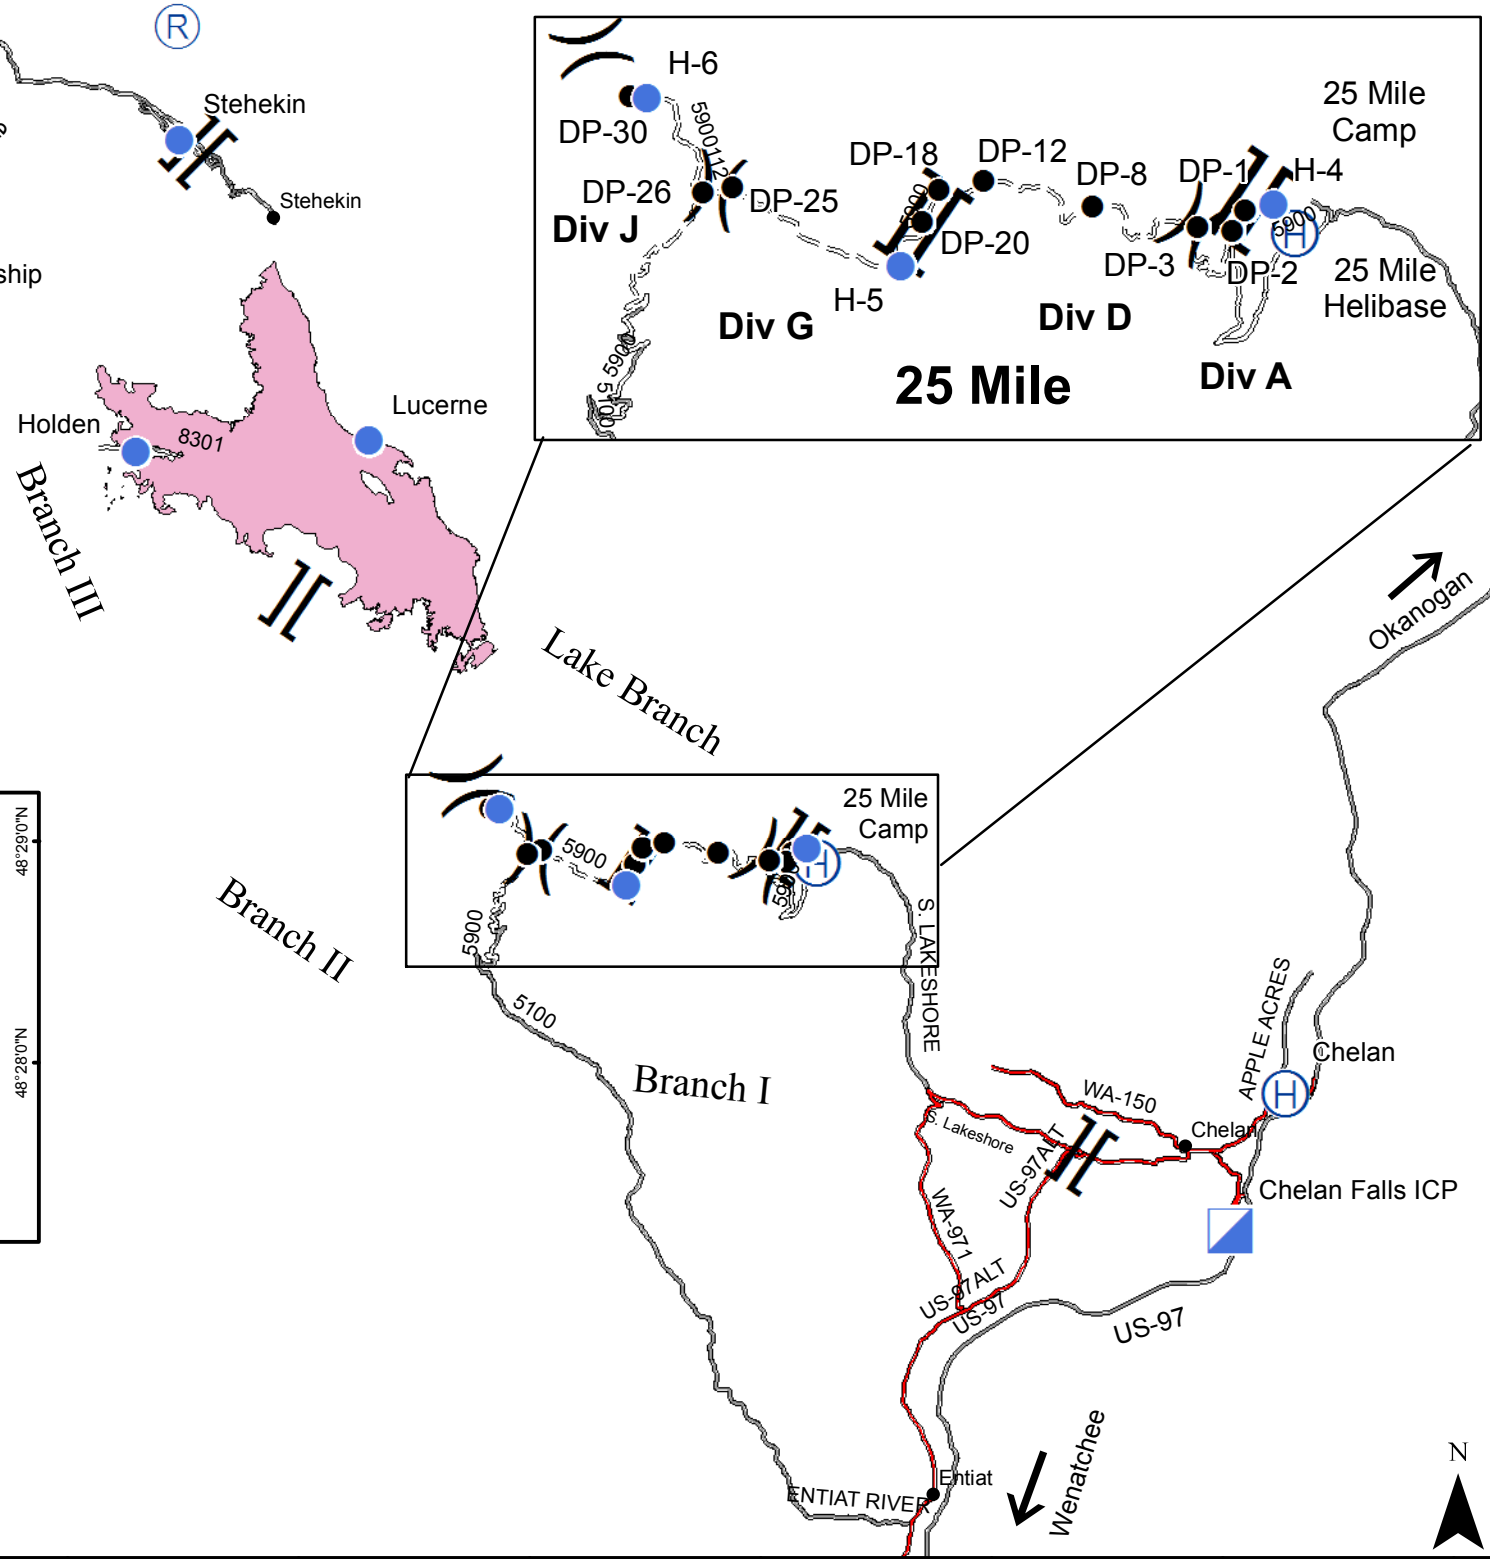 R
Stehekin
Stehekin
ship
Holden
8301
Lucerne
Branch III
H-6
DP-30
5900112
DP-26
Div J
DP-25
DP-18
5900
DP-12
DP-20
H-5
Div G
DP-8
DP-1
H-4
25 Mile
Camp
5900
H
DP-3
DP-2
25 Mile
Helibase
Div D
Div A
25 Mile
5900
5100
Lake Branch
Okanogan
25 Mile
Camp
5900
H
5900
5900
Branch II
48°29'0"N
48°28'0"N
5100
S. LAKESHORE
Branch I
APPLE ACRES
Chelan
H
WA-150
Chelan
S. Lakeshore
US-97ALT
WA-971
Chelan Falls ICP
US-97ALT
US-97
US-97
Entiat
ENTIAT RIVER
Wenatchee
N